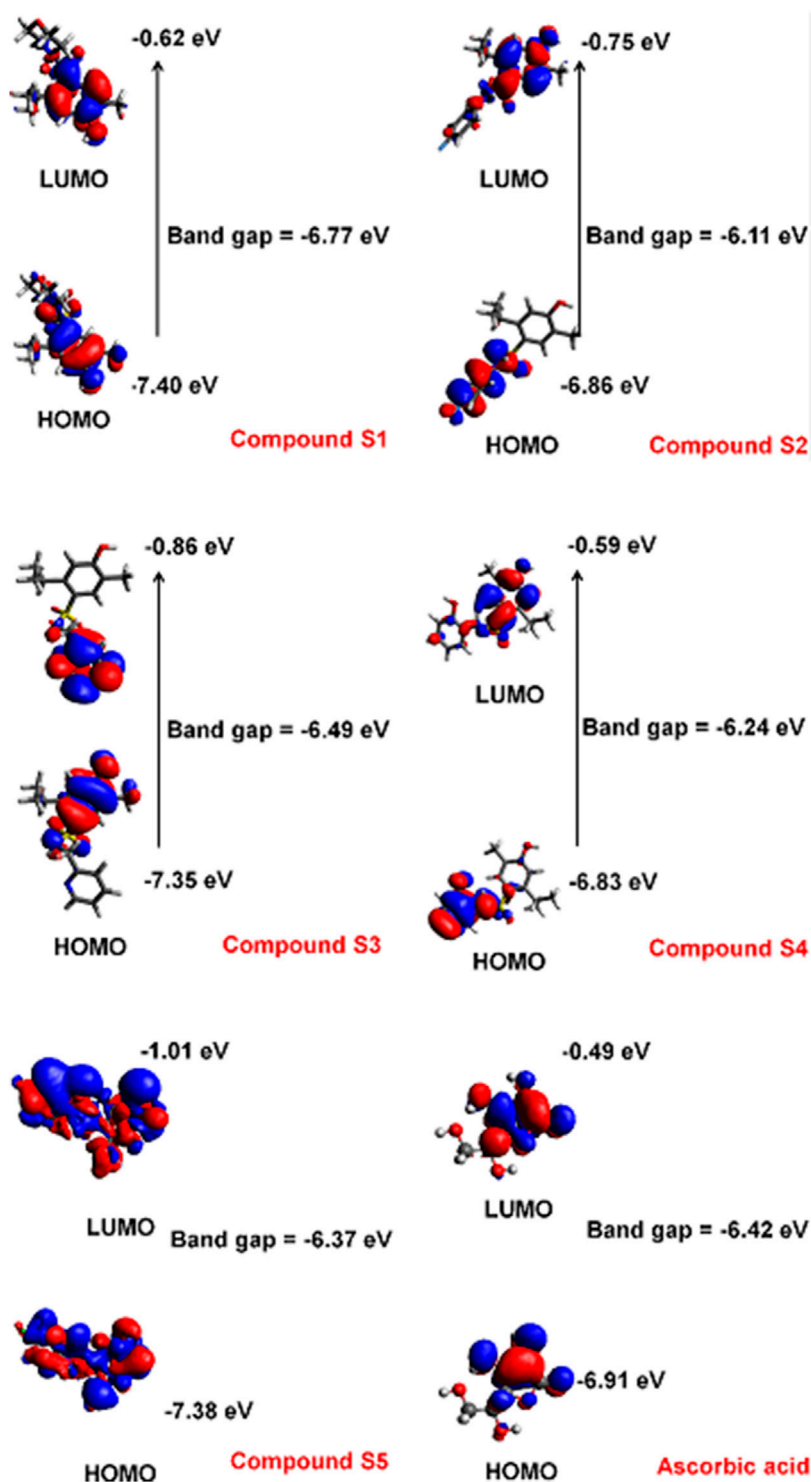 -0.62 eV
LUMO
Band gap = -6.77 eV
-7.40 eV
HOMO
Compound S1
-0.75 eV
LUMO
Band gap = -6.11 eV
-6.86 eV
HOMO
Compound S2
-0.86 eV
Band gap = -6.49 eV
-7.35 eV
HOMO
Compound S3
-0.59 eV
LUMO
Band gap = -6.24 eV
-6.83 eV
HOMO
Compound S4
-1.01 eV
LUMO
Band gap = -6.37 eV
-7.38 eV
HOMO
Compound S5
-0.49 eV
LUMO
Band gap = -6.42 eV
-6.91 eV
HOMO
Ascorbic acid